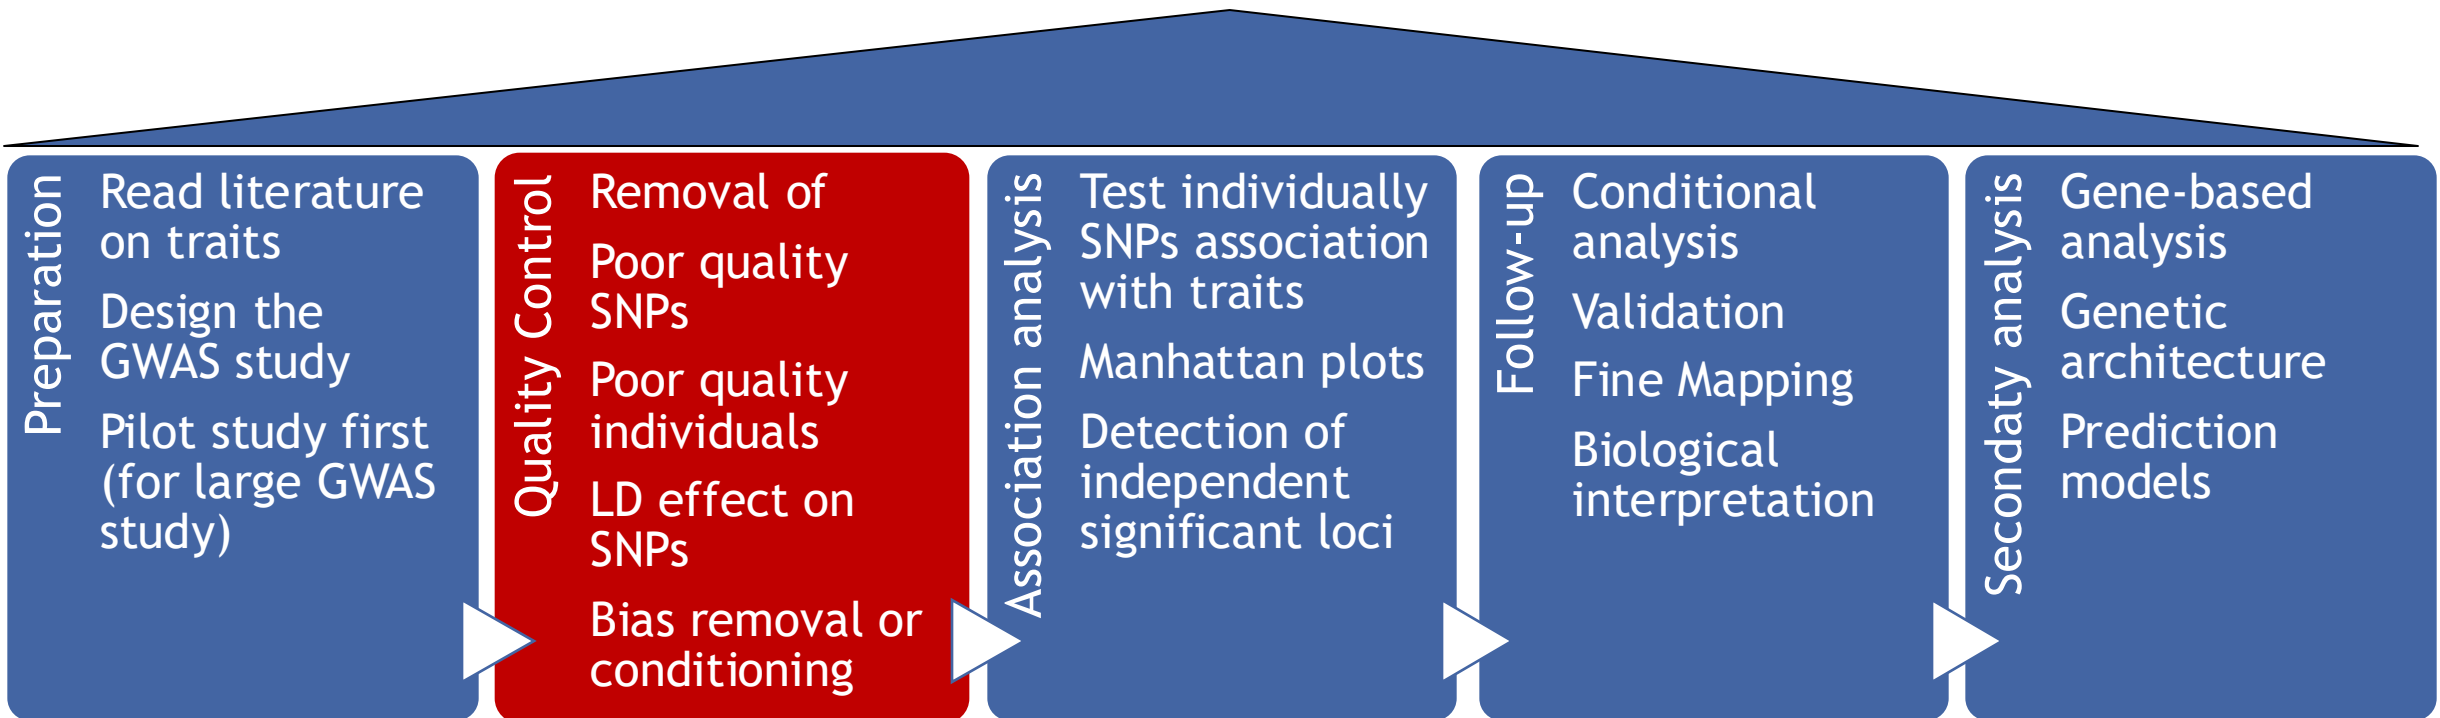 Preparation
Read literature
on traits
Design the
GWAS study
Pilot study first
(for large GWAS
study)
Quality Control
Removal of
Poor quality
SNPs
Poor quality
individuals
LD effect on
SNPs
Bias removal or
conditioning
Association analysis
Test individually
SNPs association
with traits
Manhattan plots
Detection of
independent
significant loci
Follow-up
Conditional
analysis
Validation
Fine Mapping
Biological
interpretation
Secondaty analysis
Gene-based
analysis
Genetic
architecture
Prediction
models